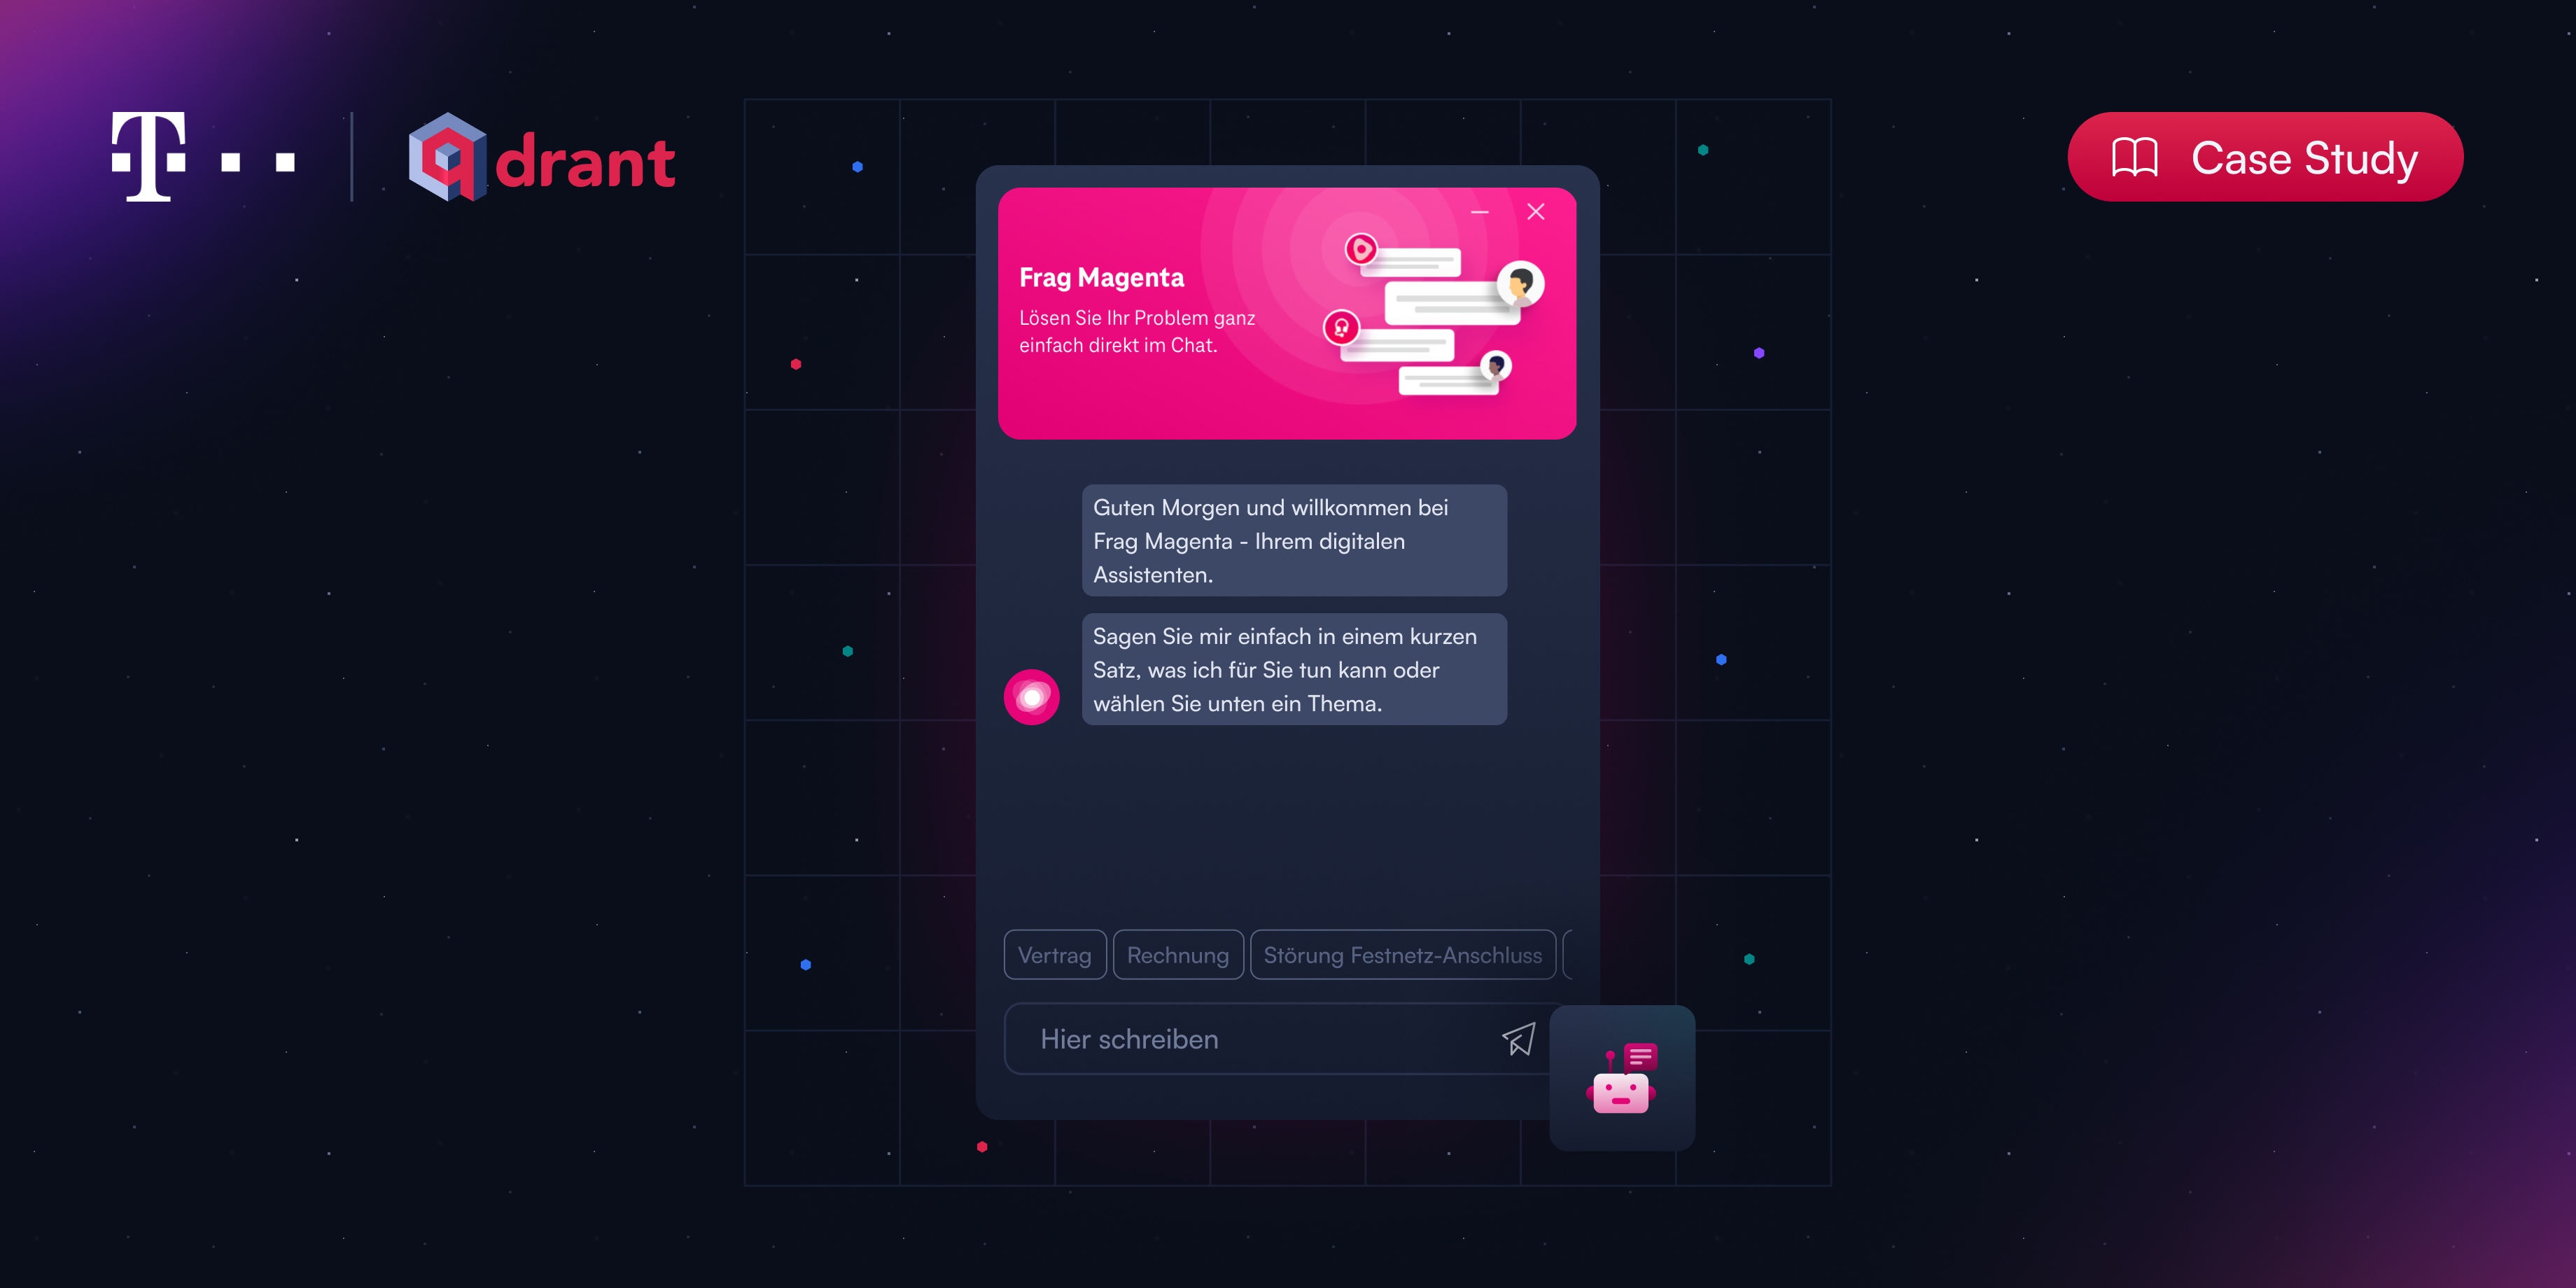 T
qdrant
Case Study
Frag Magenta
Lösen Sie Ihr Problem ganz
einfach direkt im Chat.
Guten Morgen und willkommen bei
Frag Magenta - Ihrem digitalen
Assistenten.
Sagen Sie mir einfach in einem kurzen
Satz, was ich für Sie tun kann oder
wählen Sie unten ein Thema.
Vertrag
Rechnung
Störung Festnetz-Anschluss
Hier schreiben